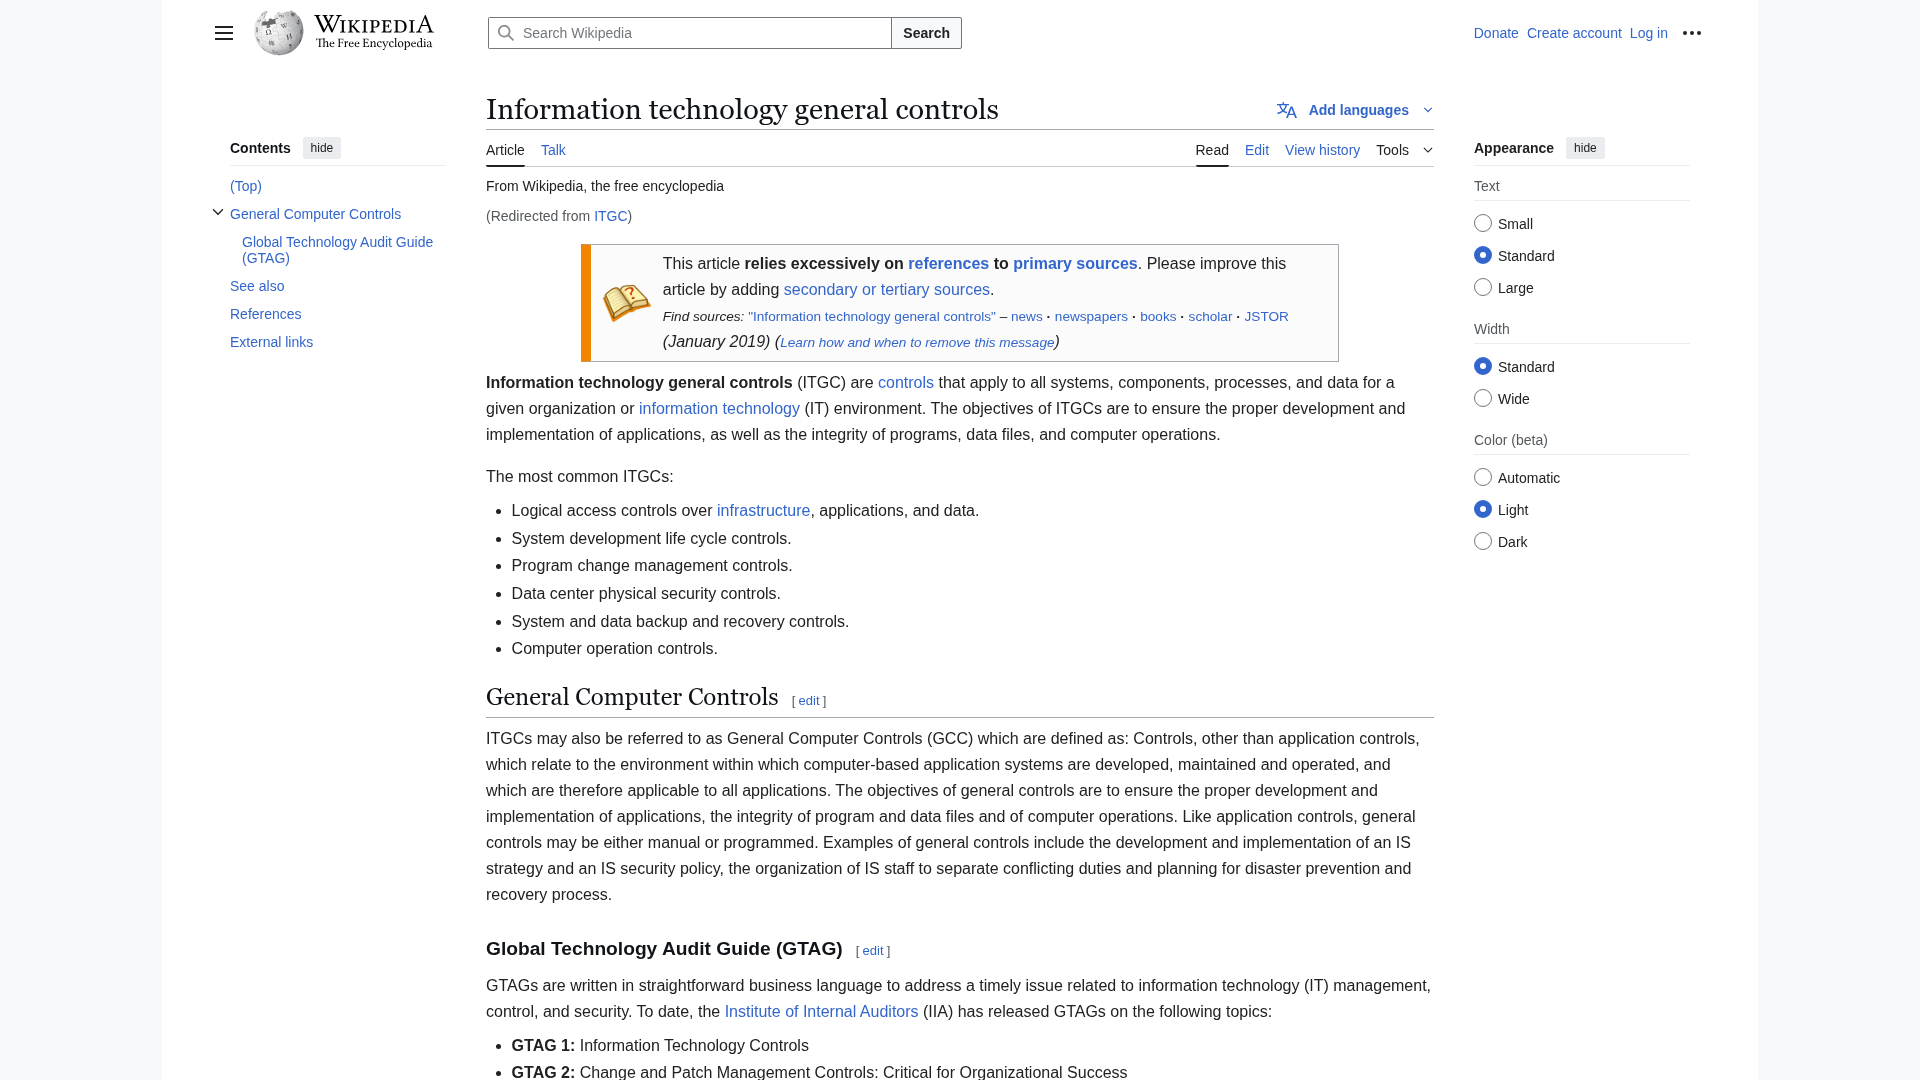 WIKIPEDIA
The Free Encyclopedia
Search Wikipedia
Search
Donate Create account Log in
Contents hide
(Top)
General Computer Controls
Global Technology Audit Guide
(GTAG)
See also
References
External links
Information technology general controls
Add languages
Article Talk
Read Edit View history Tools
From Wikipedia, the free encyclopedia
(Redirected from ITGC)
This article relies excessively on references to primary sources. Please improve this
article by adding secondary or tertiary sources.
Find sources: "Information technology general controls" – news · newspapers · books · scholar · JSTOR
(January 2019) (Learn how and when to remove this message)
Information technology general controls (ITGC) are controls that apply to all systems, components, processes, and data for a
given organization or information technology (IT) environment. The objectives of ITGCs are to ensure the proper development and
implementation of applications, as well as the integrity of programs, data files, and computer operations.
The most common ITGCs:
• Logical access controls over infrastructure, applications, and data.
• System development life cycle controls.
• Program change management controls.
• Data center physical security controls.
• System and data backup and recovery controls.
• Computer operation controls.
General Computer Controls [ edit ]
ITGCs may also be referred to as General Computer Controls (GCC) which are defined as: Controls, other than application controls,
which relate to the environment within which computer-based application systems are developed, maintained and operated, and
which are therefore applicable to all applications. The objectives of general controls are to ensure the proper development and
implementation of applications, the integrity of program and data files and of computer operations. Like application controls, general
controls may be either manual or programmed. Examples of general controls include the development and implementation of an IS
strategy and an IS security policy, the organization of IS staff to separate conflicting duties and planning for disaster prevention and
recovery process.
Global Technology Audit Guide (GTAG) [ edit ]
GTAGs are written in straightforward business language to address a timely issue related to information technology (IT) management,
control, and security. To date, the Institute of Internal Auditors (IIA) has released GTAGs on the following topics:
• GTAG 1: Information Technology Controls
• GTAG 2: Change and Patch Management Controls: Critical for Organizational Success
Appearance hide
Text
Small
Standard
Large
Width
Standard
Wide
Color (beta)
Automatic
Light
Dark